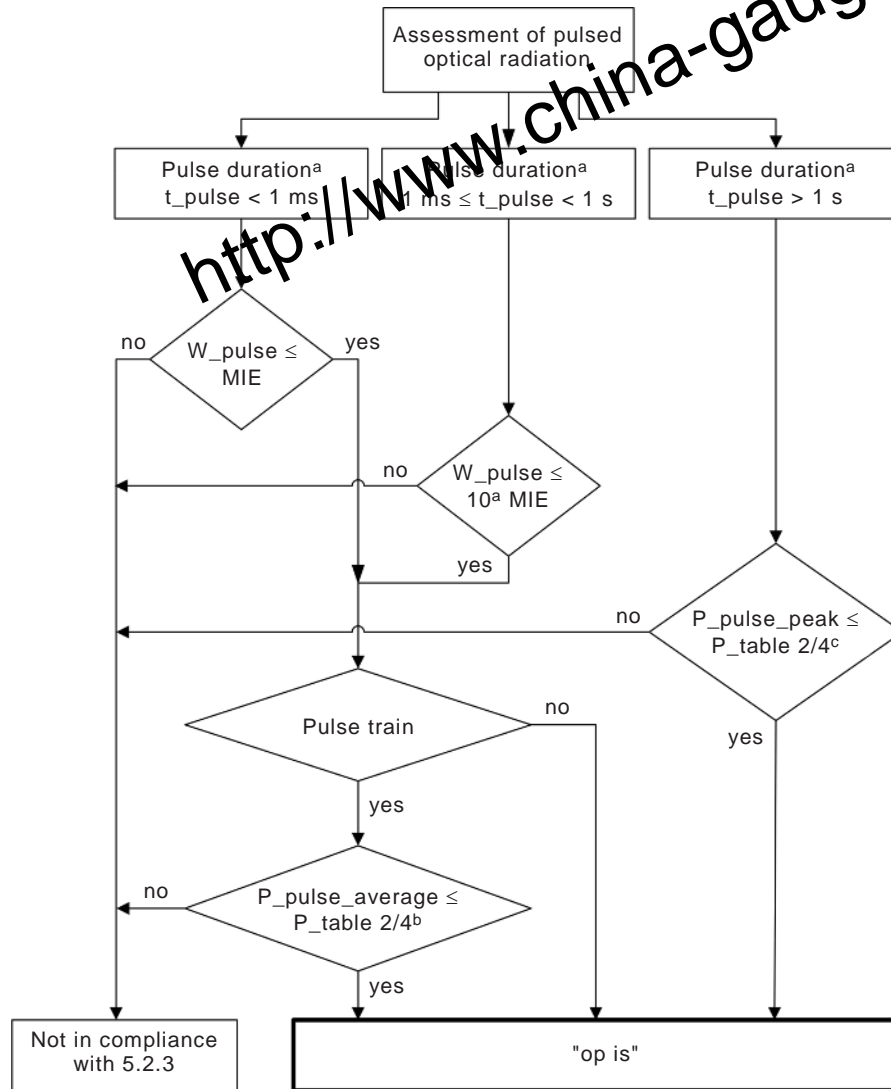 Assessment of pulsed
optical radiation
http://www.china-gaug
Pulse durationᵃ
t_pulse < 1 ms
Pulse durationᵃ
1 ms ≤ t_pulse < 1 s
Pulse durationᵃ
t_pulse > 1 s
no
W_pulse ≤
MIE
yes
no
W_pulse ≤
10ᵃ MIE
yes
no
P_pulse_peak ≤
P_table 2/4ᶜ
yes
Pulse train
no
yes
no
P_pulse_average ≤
P_table 2/4ᵇ
yes
Not in compliance
with 5.2.3
"op is"